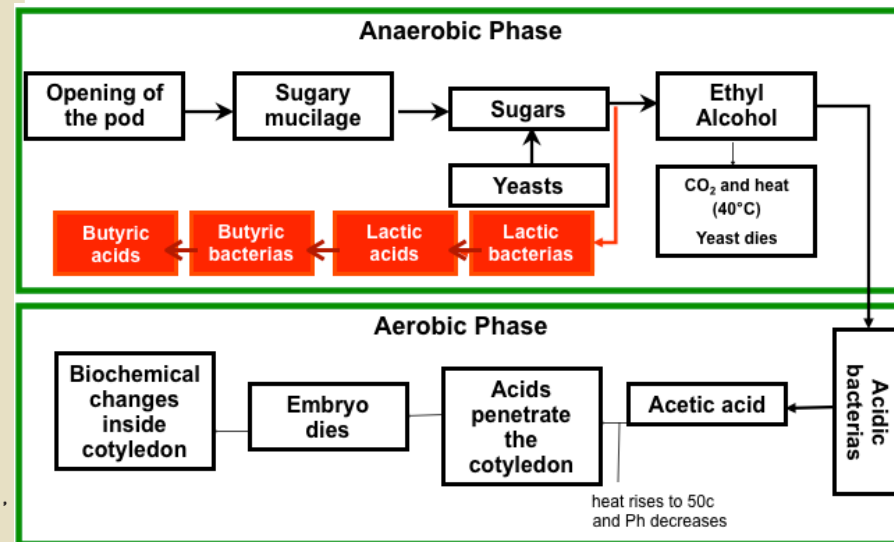 Anaerobic Phase
Opening of
the pod
Sugary
mucilage
Sugars
Ethyl
Alcohol
Yeasts
CO₂ and heat
(40°C)
Yeast dies
Butyric
acids
Butyric
bacterias
Lactic
acids
Lactic
bacterias
Aerobic Phase
Biochemical
changes
inside
cotyledon
Embryo
dies
Acids
penetrate
the
cotyledon
Acetic acid
Acidic
bacterias
heat rises to 50c
and Ph decreases